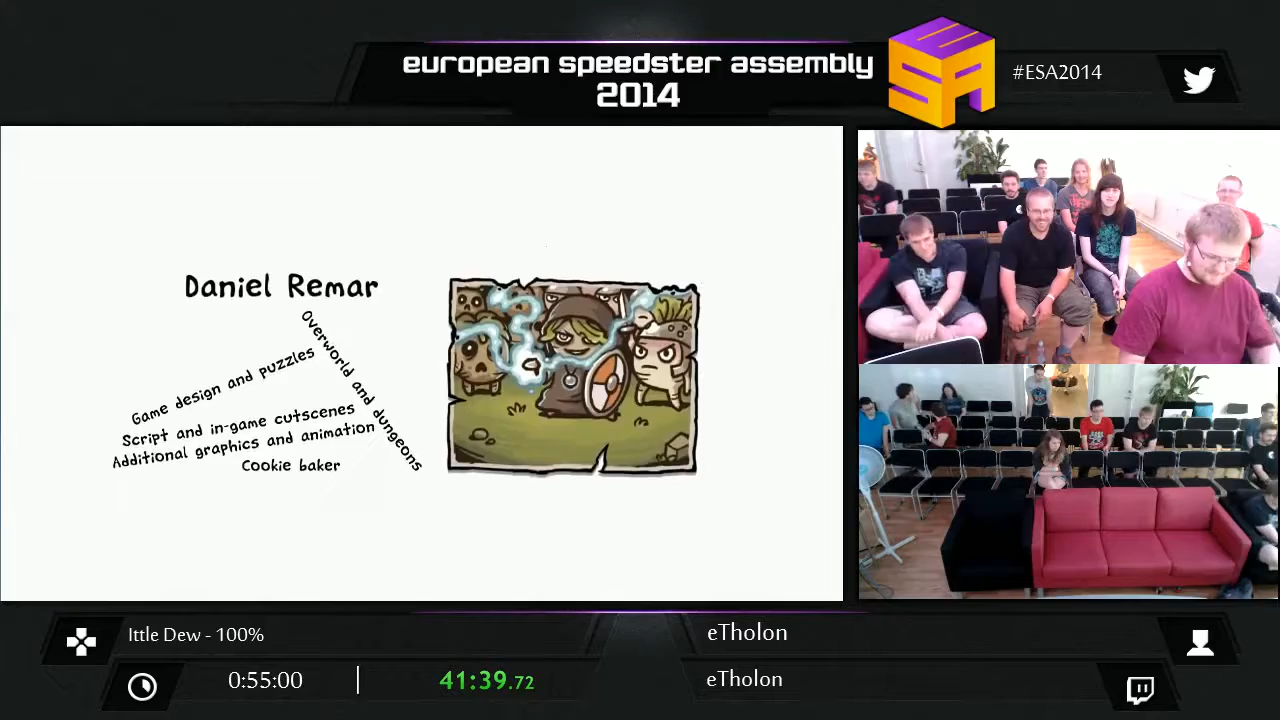 european speedster assembly
2014
ESA
#ESA2014
Daniel Remar
Overworld and dungeons
Game design and puzzles
Script and in-game cutscenes
Additional graphics and animation
Cookie baker
Ittle Dew - 100%
eTholon
0:55:00
41:39.72
eTholon